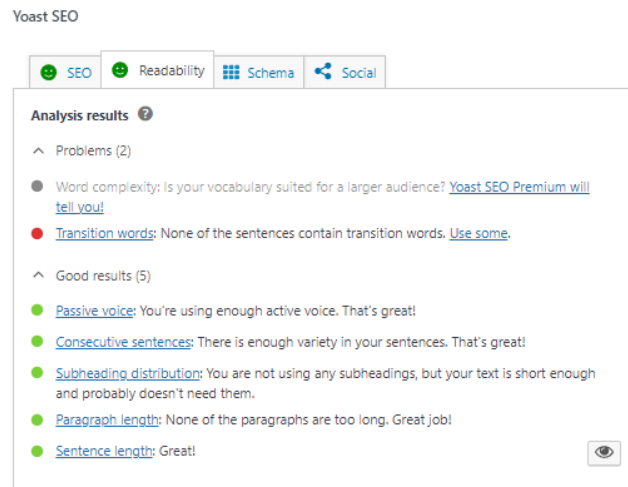 Yoast SEO
SEO Readability Schema Social
Analysis results ?
Problems (2)
Word complexity: Is your vocabulary suited for a larger audience? Yoast SEO Premium will
tell you!
Transition words: None of the sentences contain transition words. Use some.
Good results (5)
Passive voice: You're using enough active voice. That's great!
Consecutive sentences: There is enough variety in your sentences. That's great!
Subheading distribution: You are not using any subheadings, but your text is short enough
and probably doesn't need them.
Paragraph length: None of the paragraphs are too long. Great job!
Sentence length: Great!